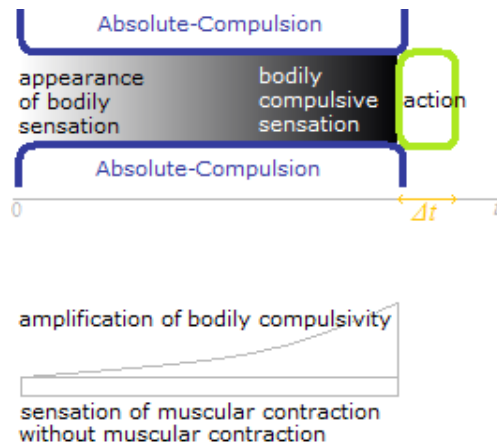 Absolute-Compulsion
appearance
of bodily
sensation
bodily
compulsive
sensation
action
Absolute-Compulsion
0
Δt
t
amplification of bodily compulsivity
sensation of muscular contraction
without muscular contraction